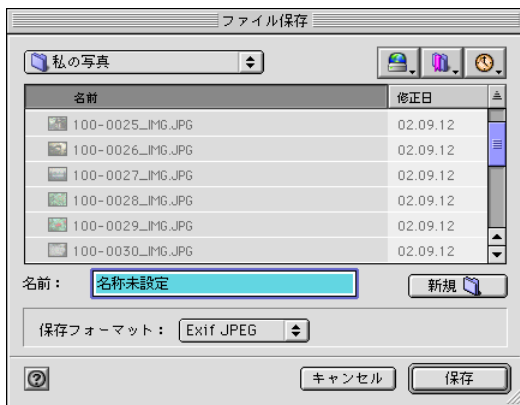 ファイル保存
私の写真
名前 修正日
100-0025_IMG.JPG 02.09.12
100-0026_IMG.JPG 02.09.12
100-0027_IMG.JPG 02.09.12
100-0028_IMG.JPG 02.09.12
100-0029_IMG.JPG 02.09.12
100-0030_IMG.JPG 02.09.12
名前： 名称未設定 新規
保存フォーマット： Exif JPEG
? キャンセル 保存